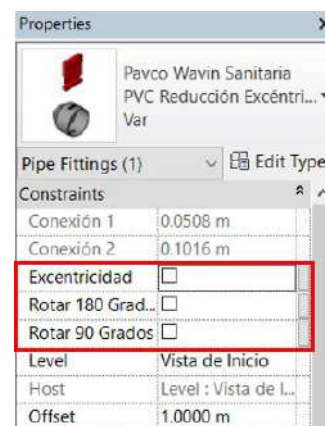 Properties
Pavco Wavin Sanitaria
PVC Reducción Excéntri...
Var
Pipe Fittings (1)
Edit Type
Constraints
Conexión 1 0.0508 m
Conexión 2 0.1016 m
Excentricidad
Rotar 180 Grad...
Rotar 90 Grados
Level Vista de Inicio
Host Level : Vista de I...
Offset 1.0000 m